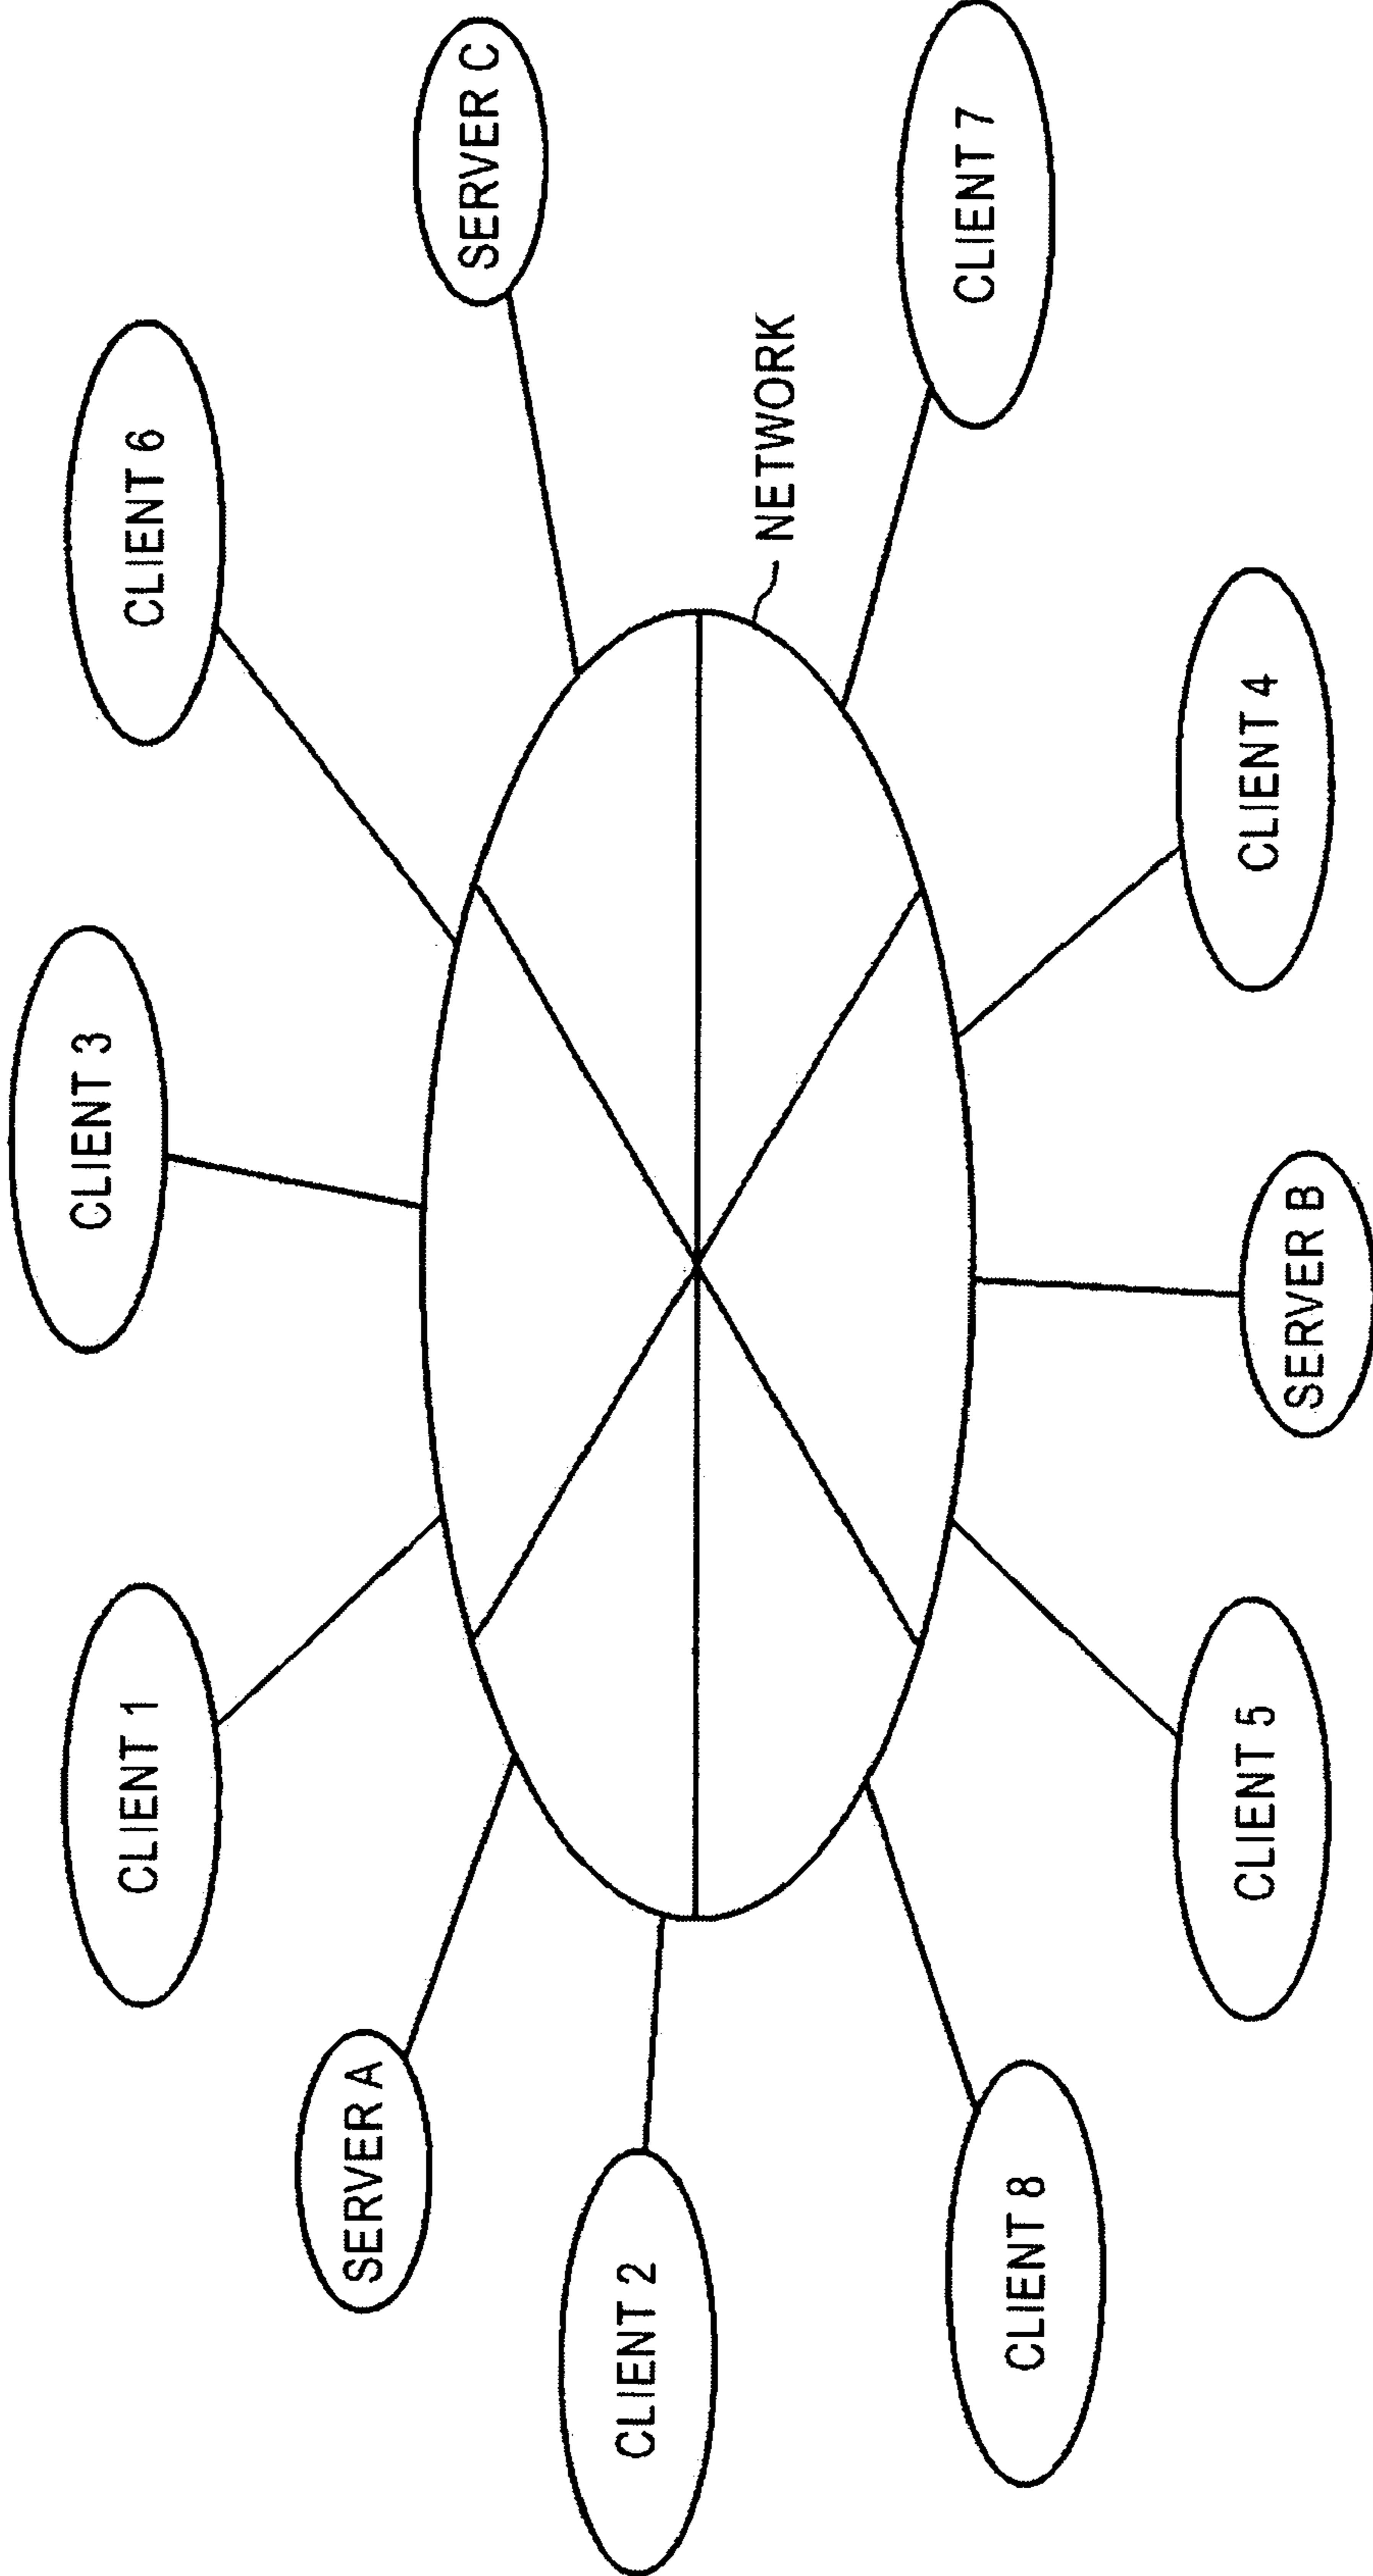 CLIENT 3
CLIENT 1
CLIENT 6
SERVER A
SERVER C
CLIENT 2
NETWORK
CLIENT 7
CLIENT 8
CLIENT 5
CLIENT 4
SERVER B